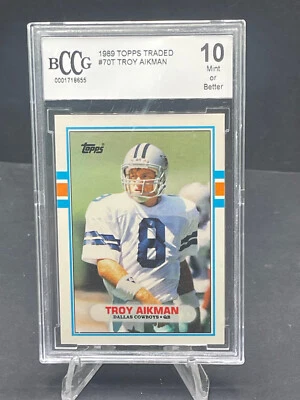 BCCG
0001718655
1989 TOPPS TRADED
#70T TROY AIKMAN
10
Mint
or
Better
Topps
8
TROY AIKMAN
DALLAS COWBOYS • QB